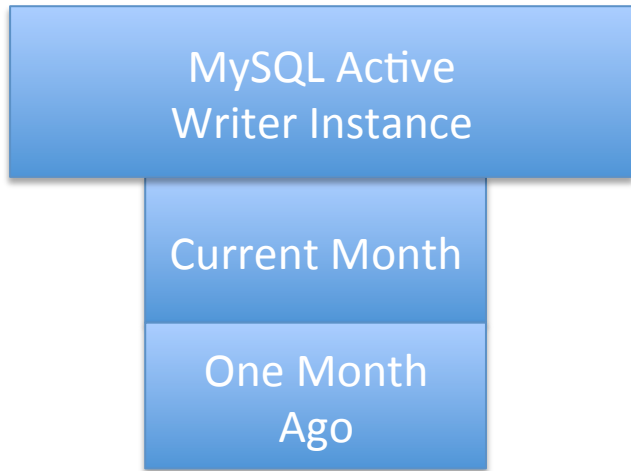 MySQL Active
Writer Instance
Current Month
One Month
Ago